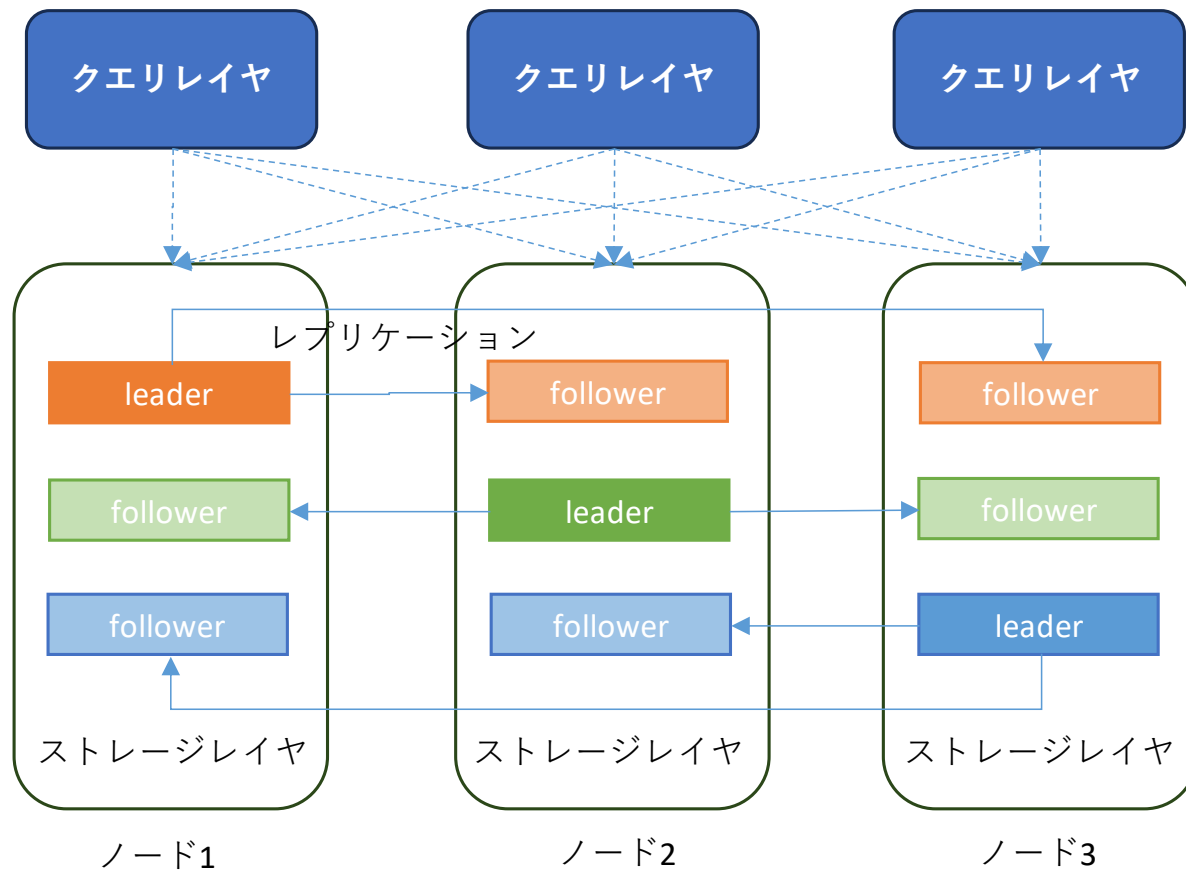 クエリレイヤ
クエリレイヤ
クエリレイヤ
レプリケーション
leader
follower
follower
follower
leader
follower
follower
follower
leader
ストレージレイヤ
ストレージレイヤ
ストレージレイヤ
ノード1
ノード2
ノード3